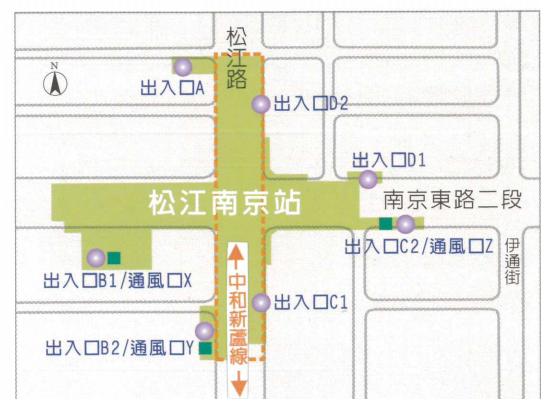 松江路
N
出入口A
出入口D2
出入口D1
松江南京站
南京東路二段
出入口C2/通風口Z
伊通街
出入口B1/通風口X
中和新蘆線
出入口C1
出入口B2/通風口Y